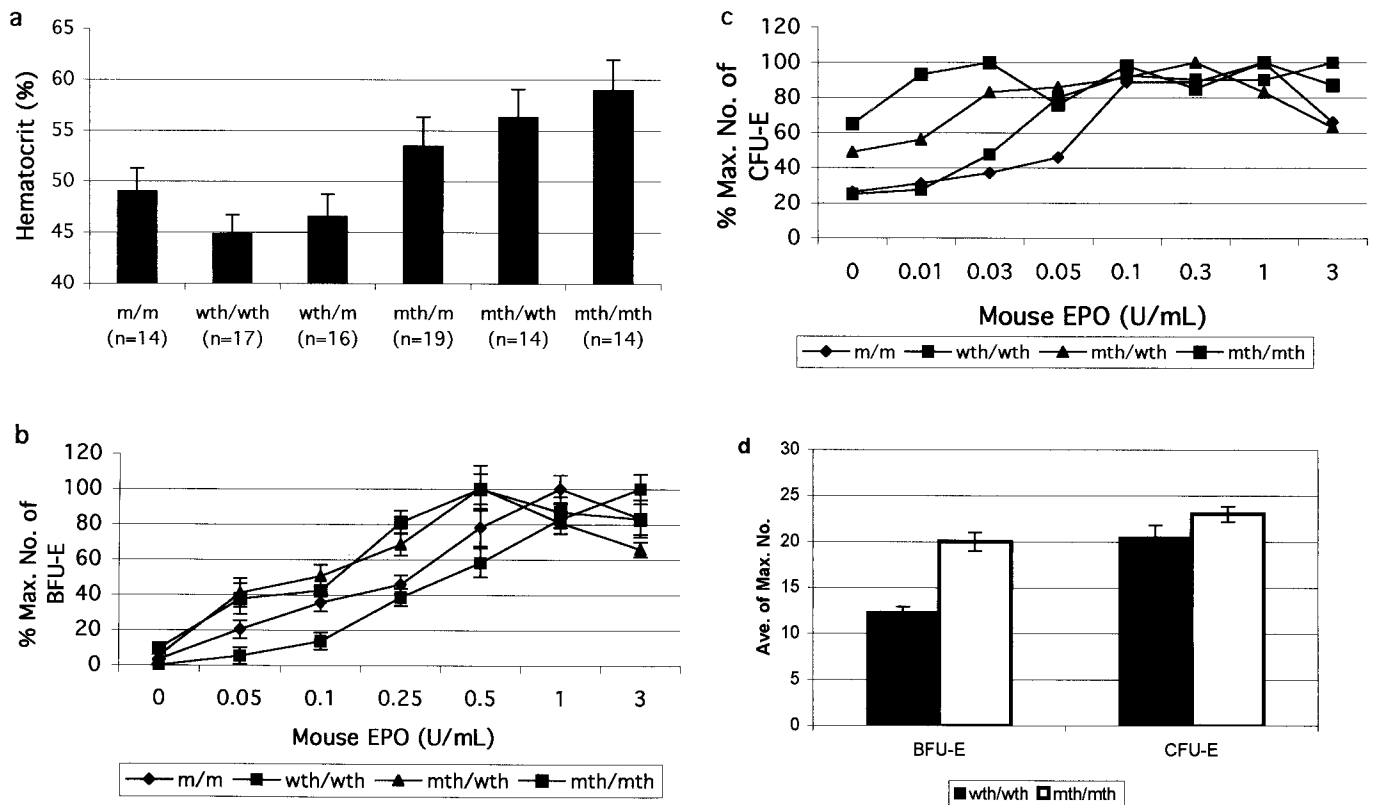 a
Hematocrit (%)
65
60
55
50
45
40
m/m
(n=14)
wth/wth
(n=17)
wth/m
(n=16)
mth/m
(n=19)
mth/wth
(n=14)
mth/mth
(n=14)
b
% Max. No. of
BFU-E
120
100
80
60
40
20
0
0 0.05 0.1 0.25 0.5 1 3
Mouse EPO (U/mL)
m/m wth/wth mth/wth mth/mth
c
% Max. No. of
CFU-E
120
100
80
60
40
20
0
0 0.01 0.03 0.05 0.1 0.3 1 3
Mouse EPO (U/mL)
m/m wth/wth mth/wth mth/mth
d
Ave. of Max. No.
30
25
20
15
10
5
0
BFU-E CFU-E
wth/wth mth/mth